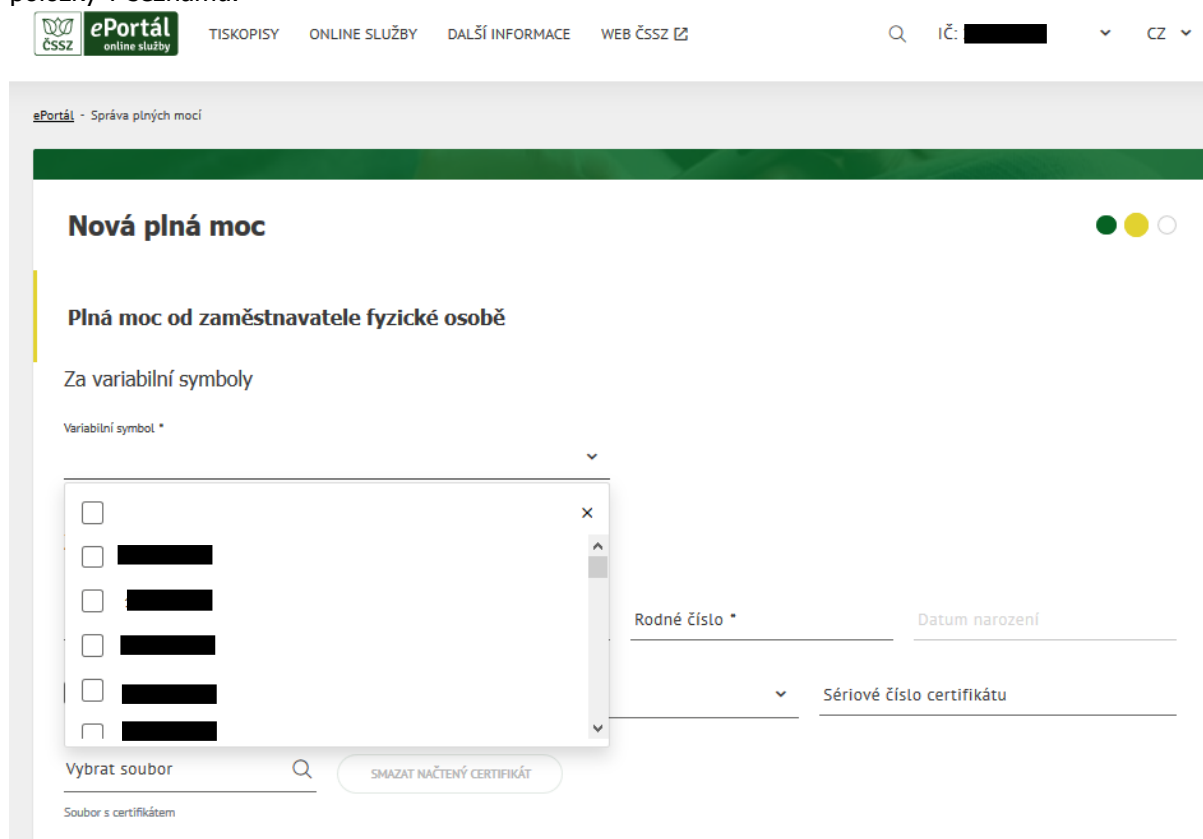 položky v seznamu.
ČSSZ ePortál online služby TISKOPISY ONLINE SLUŽBY DALŠÍ INFORMACE WEB ČSSZ IČ: CZ
ePortál - Správa plných mocí
Nová plná moc
Plná moc od zaměstnavatele fyzické osobě
Za variabilní symboly
Variabilní symbol *
Rodné číslo * Datum narození
Sériové číslo certifikátu
Vybrat soubor SMAZAT NAČTENÝ CERTIFIKÁT
Soubor s certifikátem